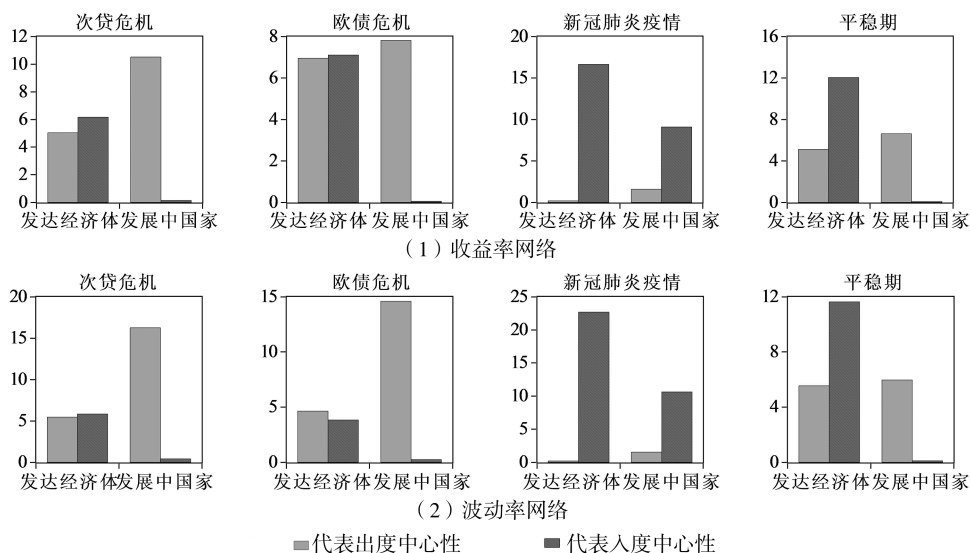 次贷危机 欧债危机 新冠肺炎疫情 平稳期
12 8 20 16
10
8 6 15 12
6 4 10 8
4
2 2 5 4
0 0 0 0
发达经济体 发展中国家 发达经济体 发展中国家 发达经济体 发展中国家 发达经济体 发展中国家
（1）收益率网络
次贷危机 欧债危机 新冠肺炎疫情 平稳期
20 15 25 12
15 10 20 8
10 15
5 5 10 4
5
0 0 0 0
发达经济体 发展中国家 发达经济体 发展中国家 发达经济体 发展中国家 发达经济体 发展中国家
（2）波动率网络
代表出度中心性 代表入度中心性